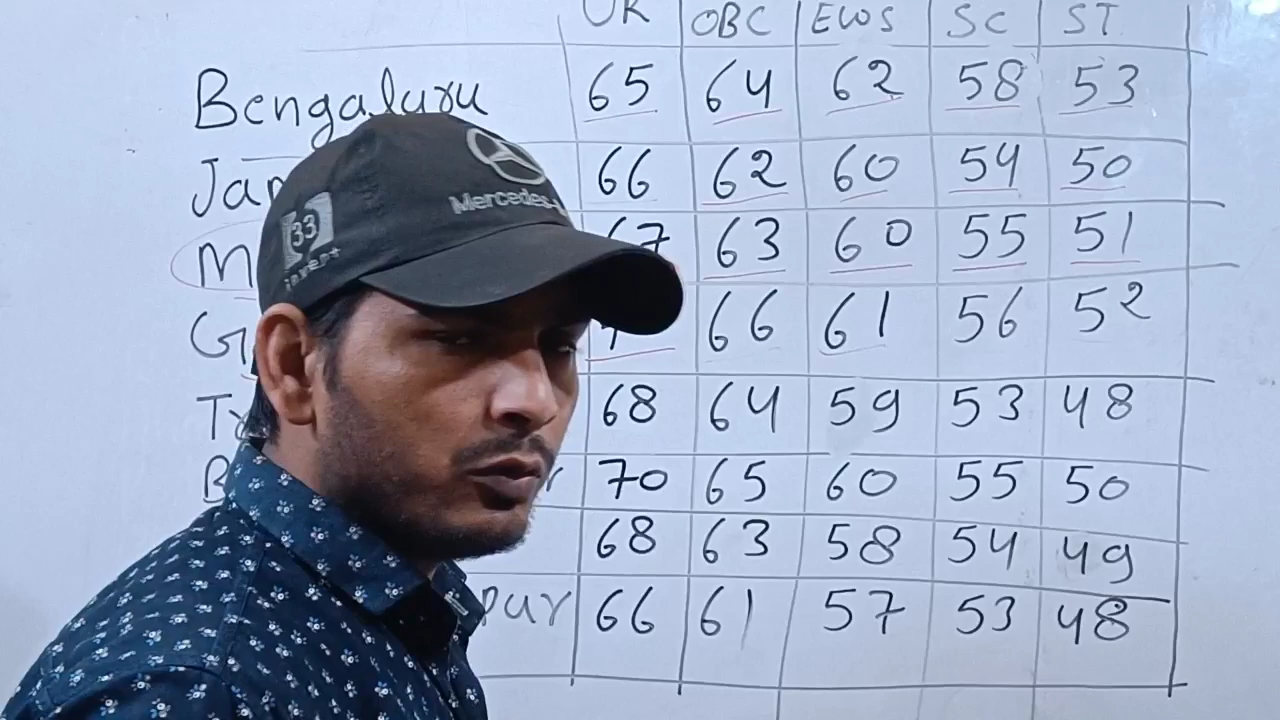 UR OBC EWS SC ST
Bengaluru 65 64 62 58 53
66 62 60 54 50
67 63 60 55 51
66 61 56 52
68 64 59 53 48
70 65 60 55 50
68 63 58 54 49
66 61 57 53 48
Mercedes-
33